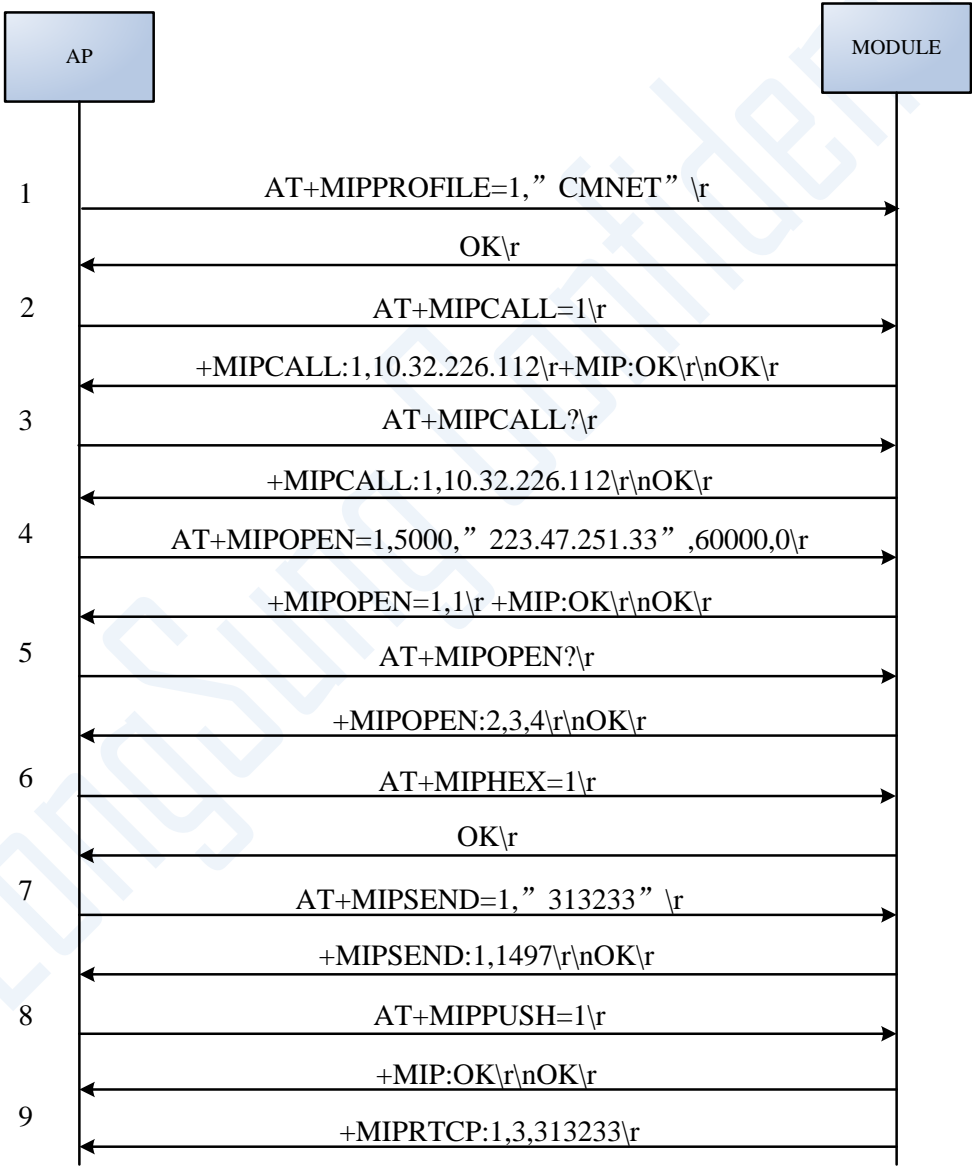 AP
MODULE
1
AT+MIPPROFILE=1,” CMNET” \r
OK\r
2
AT+MIPCALL=1\r
+MIPCALL:1,10.32.226.112\r+MIP:OK\r\nOK\r
3
AT+MIPCALL?\r
+MIPCALL:1,10.32.226.112\r\nOK\r
4
AT+MIPOPEN=1,5000,” 223.47.251.33” ,60000,0\r
+MIPOPEN=1,1\r +MIP:OK\r\nOK\r
5
AT+MIPOPEN?\r
+MIPOPEN:2,3,4\r\nOK\r
6
AT+MIPHEX=1\r
OK\r
7
AT+MIPSEND=1,” 313233” \r
+MIPSEND:1,1497\r\nOK\r
8
AT+MIPPUSH=1\r
+MIP:OK\r\nOK\r
9
+MIPRTCP:1,3,313233\r
LongSung